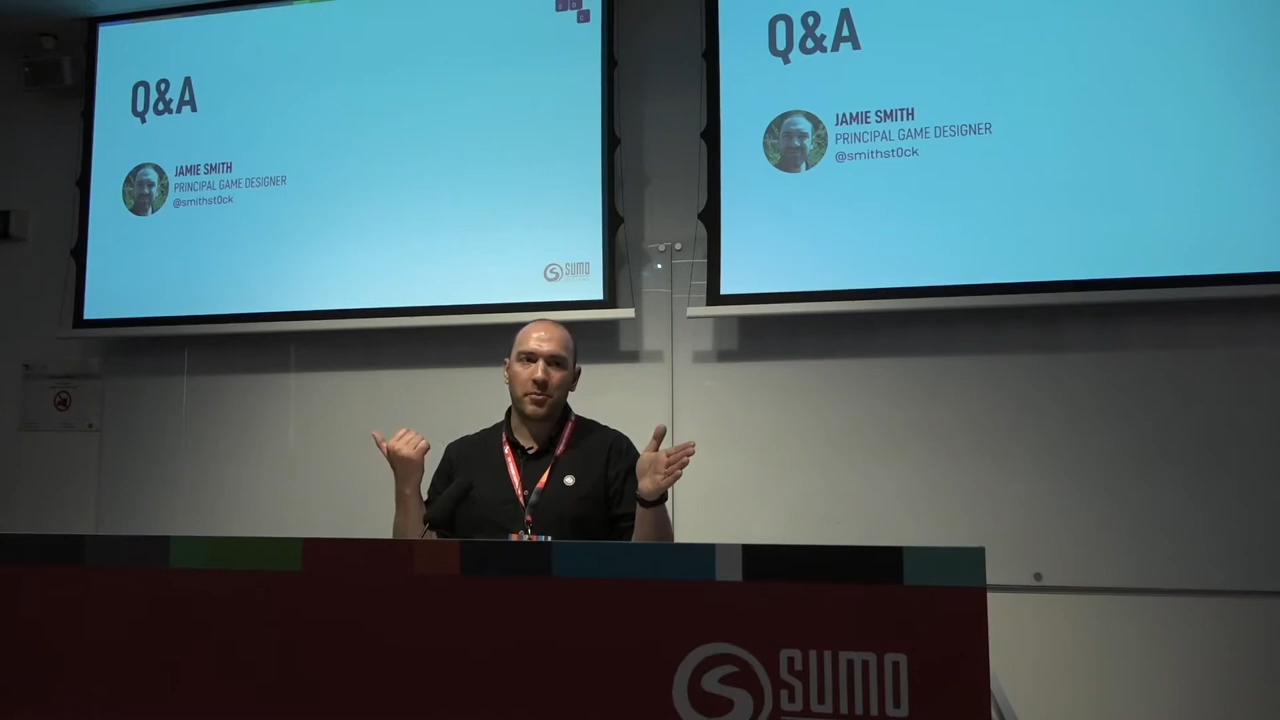 Q&A
JAMIE SMITH
PRINCIPAL GAME DESIGNER
@smithst0ck
SUMO
Q&A
JAMIE SMITH
PRINCIPAL GAME DESIGNER
@smithst0ck
SUMO